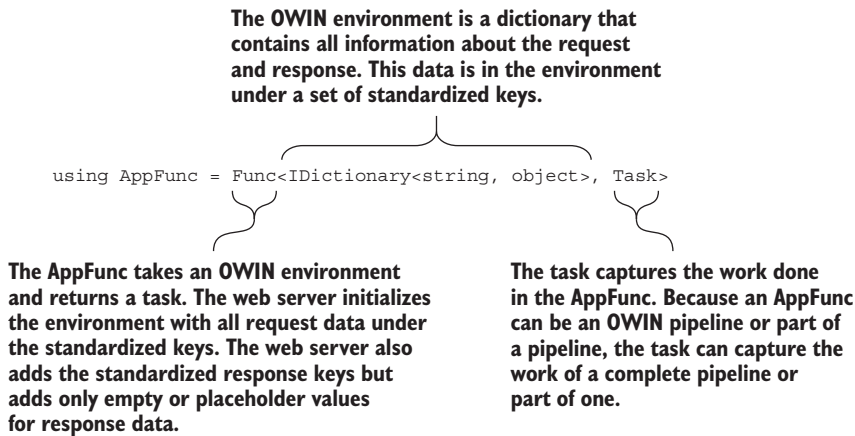 The OWIN environment is a dictionary that
contains all information about the request
and response. This data is in the environment
under a set of standardized keys.
using AppFunc = Func<IDictionary<string, object>, Task>
The AppFunc takes an OWIN environment
and returns a task. The web server initializes
the environment with all request data under
the standardized keys. The web server also
adds the standardized response keys but
adds only empty or placeholder values
for response data.
The task captures the work done
in the AppFunc. Because an AppFunc
can be an OWIN pipeline or part of
a pipeline, the task can capture the
work of a complete pipeline or
part of one.